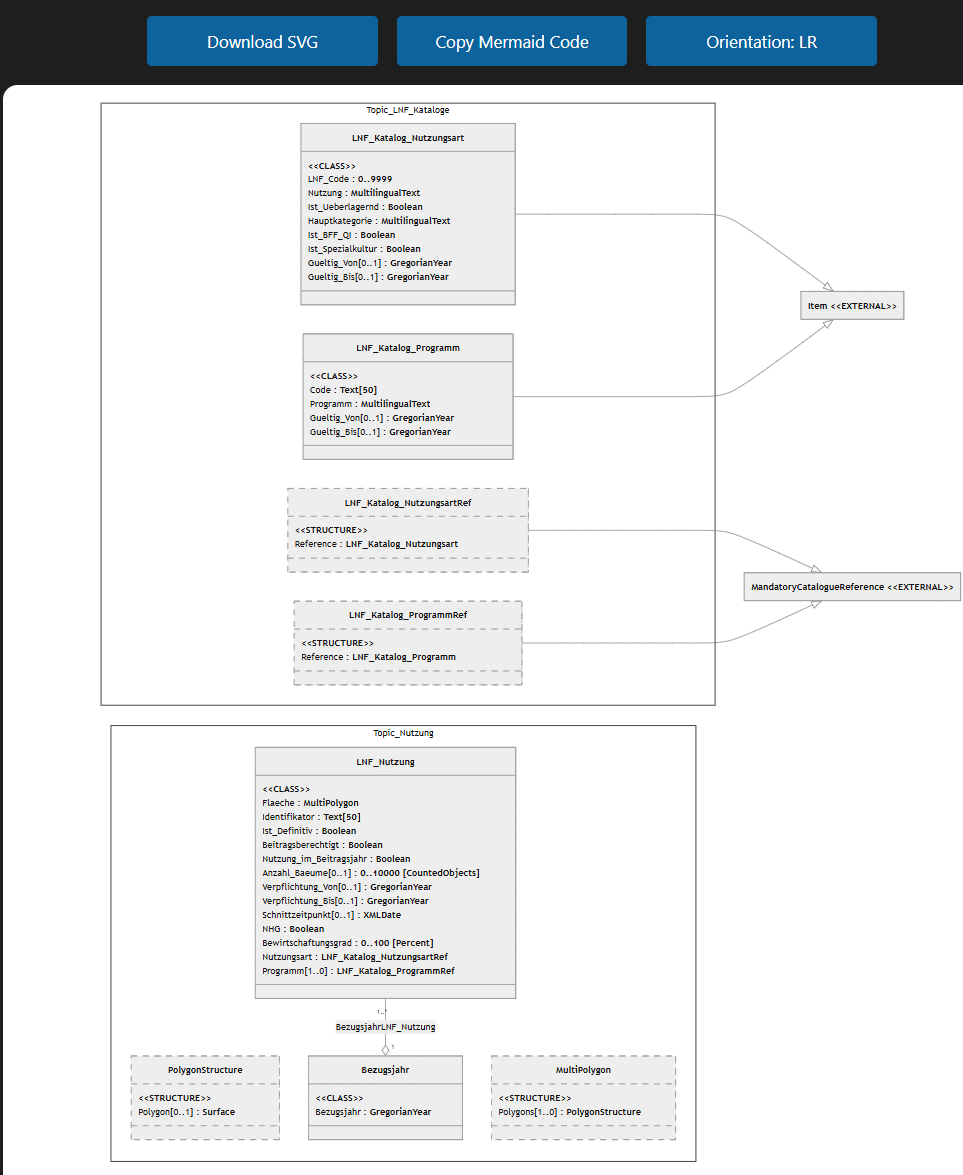 Download SVG
Copy Mermaid Code
Orientation: LR
Topic_LNF_Kataloge
LNF_Katalog_Nutzungsart
<<CLASS>>
LNF_Code : 0..9999
Nutzung : MultilingualText
Ist_Ueberlagernd : Boolean
Hauptkategorie : MultilingualText
Ist_BFF_QI : Boolean
Ist_Spezialkultur : Boolean
Gueltig_Von[0..1] : GregorianYear
Gueltig_Bis[0..1] : GregorianYear
Item <<EXTERNAL>>
LNF_Katalog_Programm
<<CLASS>>
Code : Text[50]
Programm : MultilingualText
Gueltig_Von[0..1] : GregorianYear
Gueltig_Bis[0..1] : GregorianYear
LNF_Katalog_NutzungsartRef
<<STRUCTURE>>
Reference : LNF_Katalog_Nutzungsart
MandatoryCatalogueReference <<EXTERNAL>>
LNF_Katalog_ProgrammRef
<<STRUCTURE>>
Reference : LNF_Katalog_Programm
Topic_Nutzung
LNF_Nutzung
<<CLASS>>
Flaeche : MultiPolygon
Identifikator : Text[50]
Ist_Definitiv : Boolean
Beitragsberechtigt : Boolean
Nutzung_im_Beitragsjahr : Boolean
Anzahl_Baeume[0..1] : 0..10000 [CountedObjects]
Verpflichtung_Von[0..1] : GregorianYear
Verpflichtung_Bis[0..1] : GregorianYear
Schnittzeitpunkt[0..1] : XMLDate
NHG : Boolean
Bewirtschaftungsgrad : 0..100 [Percent]
Nutzungsart : LNF_Katalog_NutzungsartRef
Programm[1..0] : LNF_Katalog_ProgrammRef
1..*
BezugsjahrLNF_Nutzung
1
PolygonStructure
<<STRUCTURE>>
Polygon[0..1] : Surface
Bezugsjahr
<<CLASS>>
Bezugsjahr : GregorianYear
MultiPolygon
<<STRUCTURE>>
Polygons[1..0] : PolygonStructure